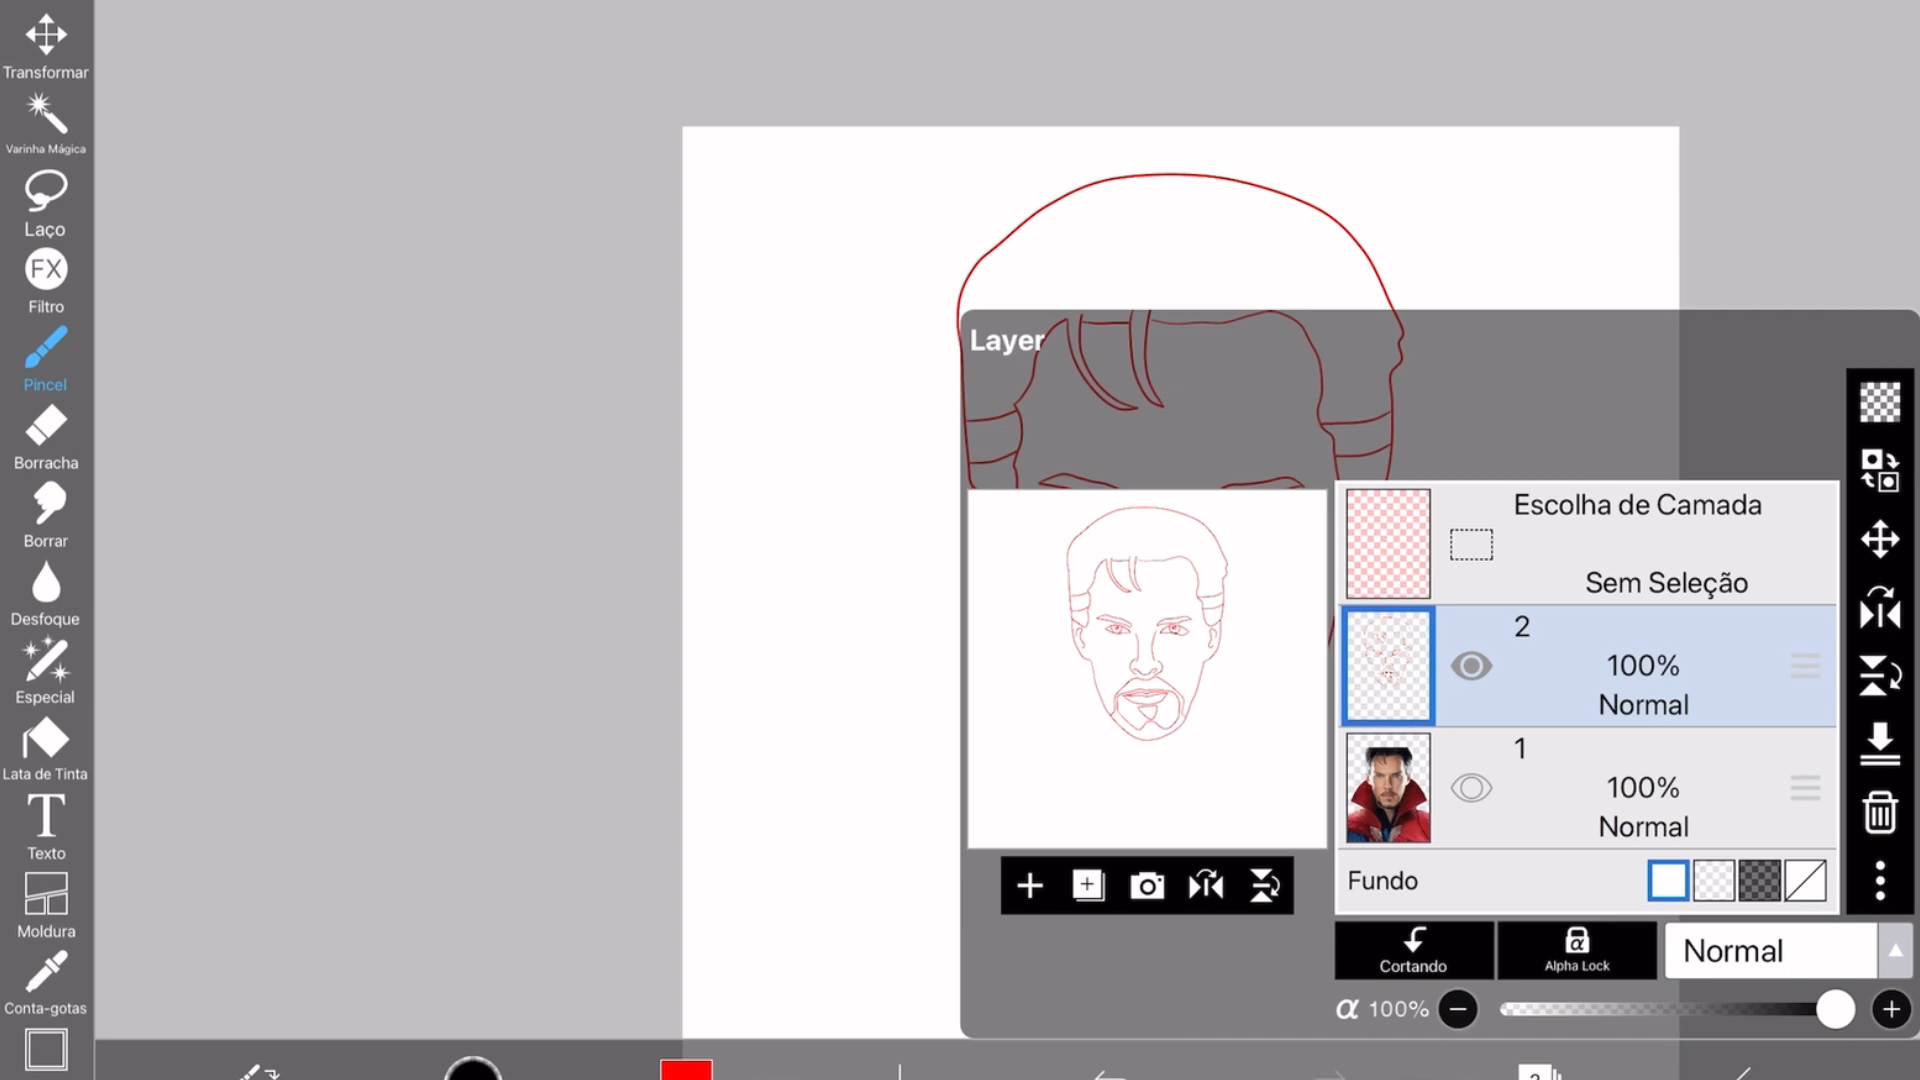 Transformar
Varinha Mágica
Laço
FX
Filtro
Pincel
Borracha
Borrar
Desfoque
Especial
Lata de Tinta
T
Texto
Moldura
Conta-gotas
Layer
Escolha de Camada
Sem Seleção
2
100%
Normal
1
100%
Normal
Fundo
Cortando
α
Alpha Lock
Normal
α 100%
2